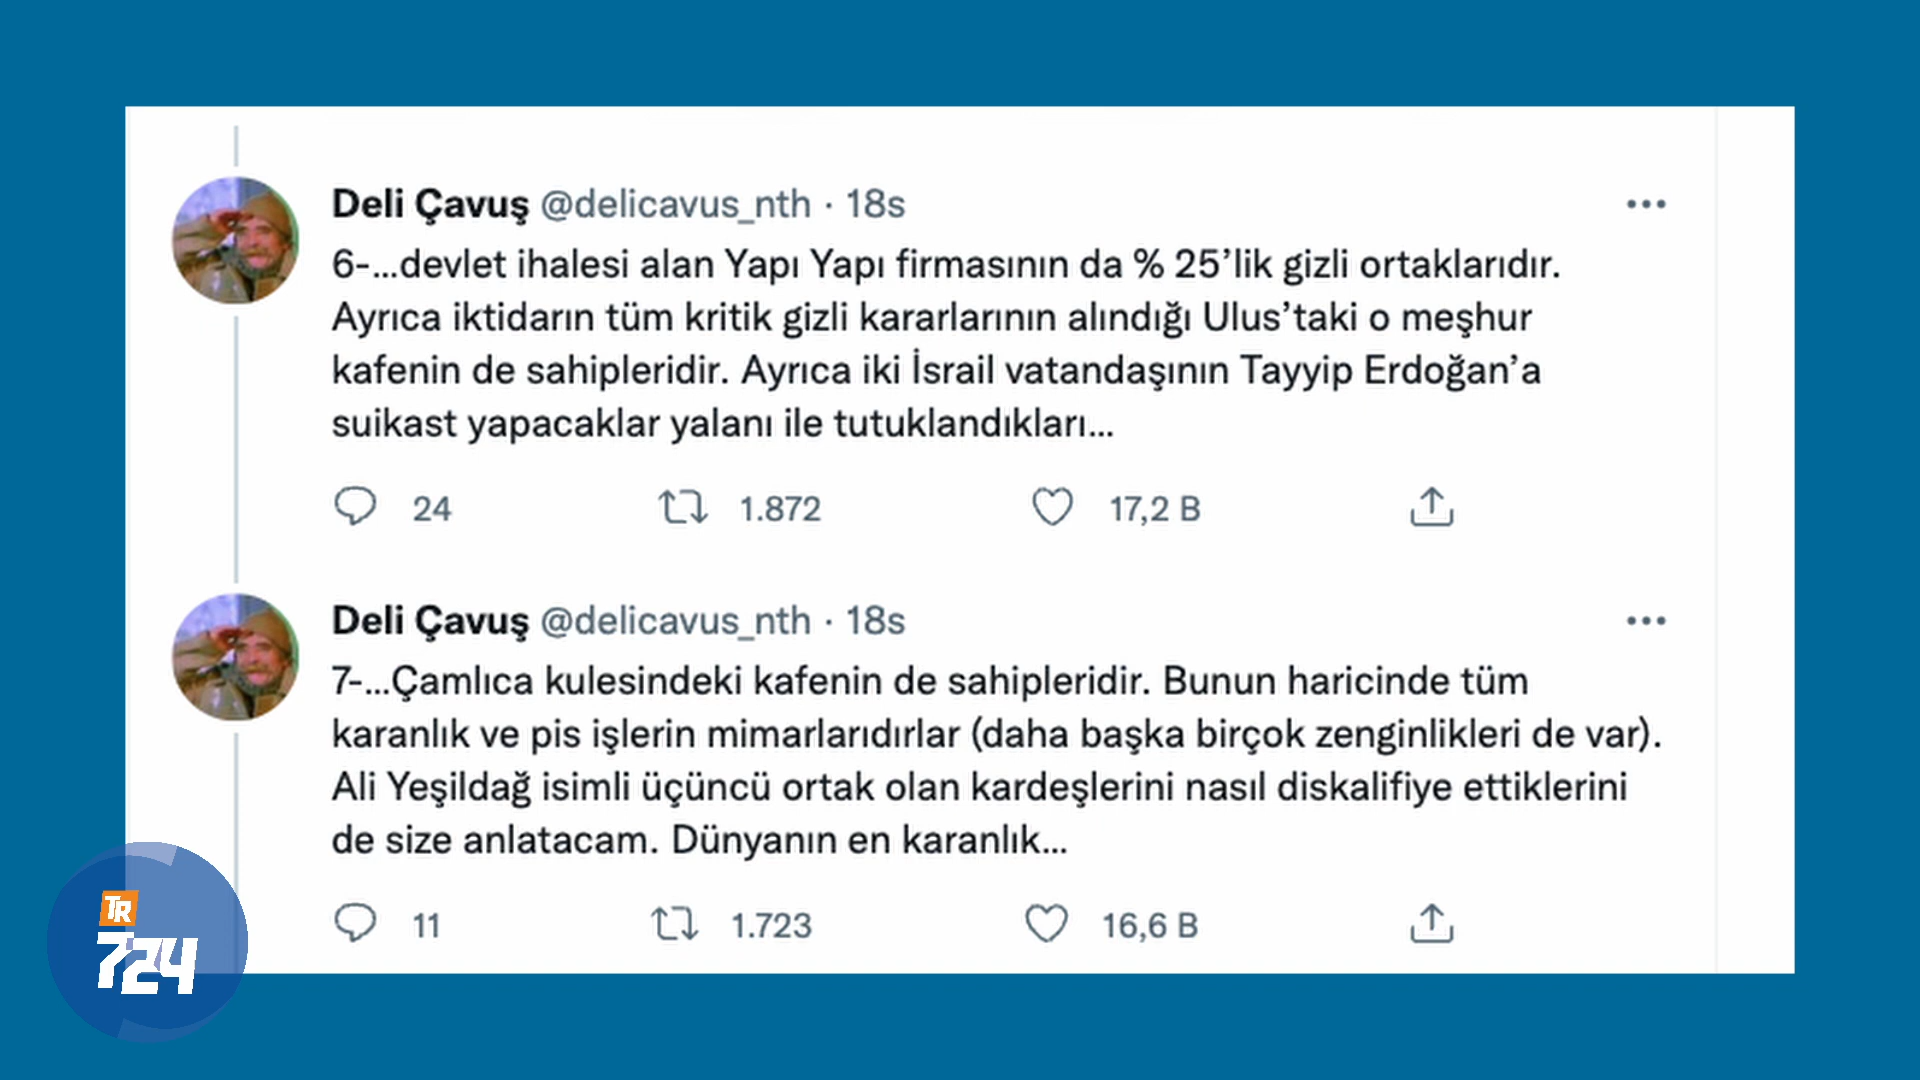 Deli Çavuş @delicavus_nth · 18s
6-...devlet ihalesi alan Yapı Yapı firmasının da % 25’lik gizli ortaklarıdır.
Ayrıca iktidarın tüm kritik gizli kararlarının alındığı Ulus’taki o meşhur
kafenin de sahipleridir. Ayrıca iki İsrail vatandaşının Tayyip Erdoğan’a
suikast yapacaklar yalanı ile tutuklandıkları...
24 1.872 17,2 B
Deli Çavuş @delicavus_nth · 18s
7-...Çamlıca kulesindeki kafenin de sahipleridir. Bunun haricinde tüm
karanlık ve pis işlerin mimarlarıdırlar (daha başka birçok zenginlikleri de var).
Ali Yeşildağ isimli üçüncü ortak olan kardeşlerini nasıl diskalifiye ettiklerini
de size anlatacam. Dünyanın en karanlık...
11 1.723 16,6 B
TR
724